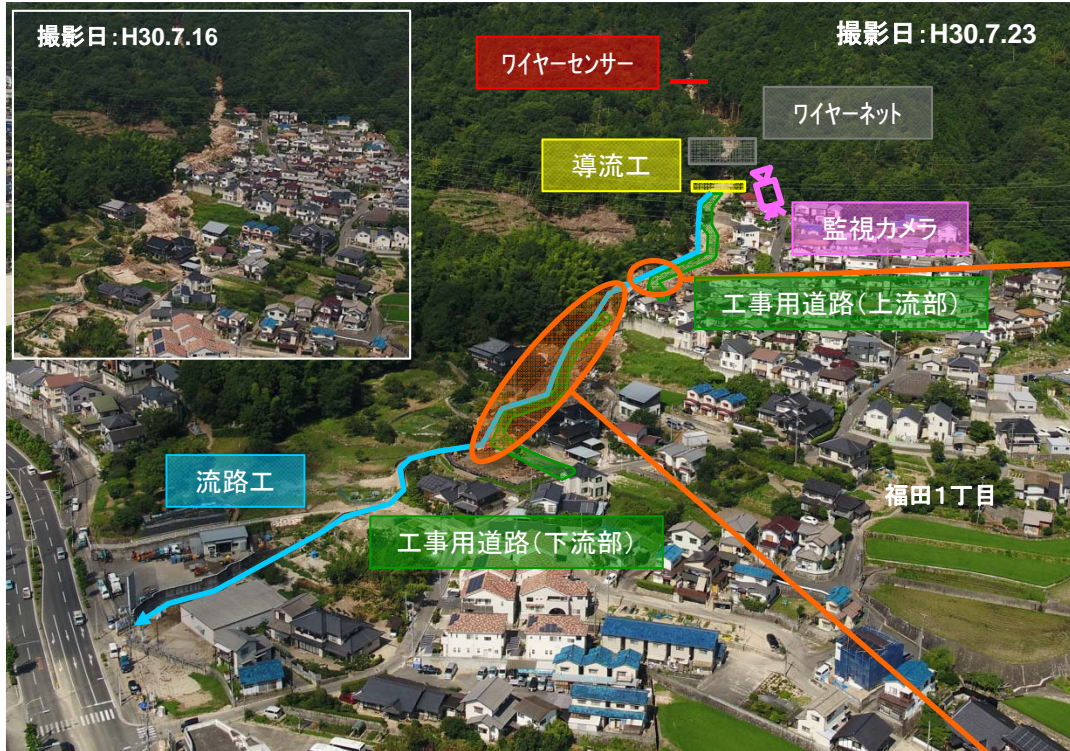 撮影日：H30.7.16
撮影日：H30.7.23
ワイヤーセンサー
ワイヤーネット
導流工
監視カメラ
工事用道路（上流部）
流路工
福田1丁目
工事用道路（下流部）